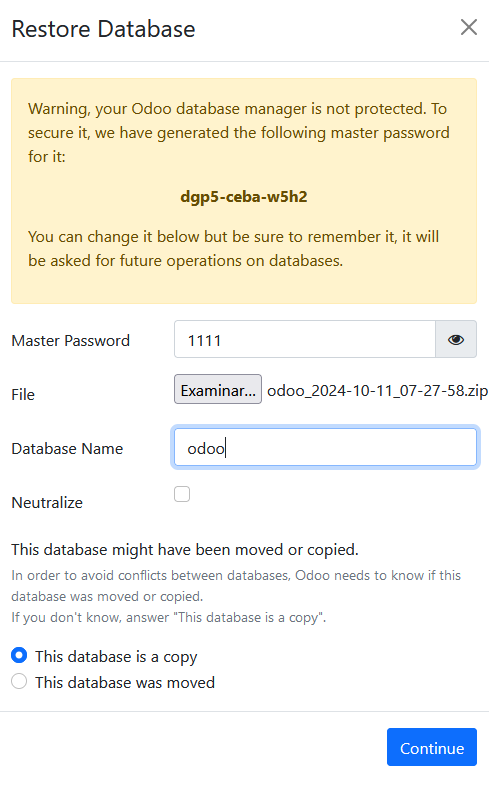 Restore Database
Warning, your Odoo database manager is not protected. To
secure it, we have generated the following master password
for it:
dgp5-ceba-w5h2
You can change it below but be sure to remember it, it will
be asked for future operations on databases.
Master Password 1111
File Examinar... odoo_2024-10-11_07-27-58.zip
Database Name odoo
Neutralize
This database might have been moved or copied.
In order to avoid conflicts between databases, Odoo needs to know if this
database was moved or copied.
If you don't know, answer "This database is a copy".
This database is a copy
This database was moved
Continue